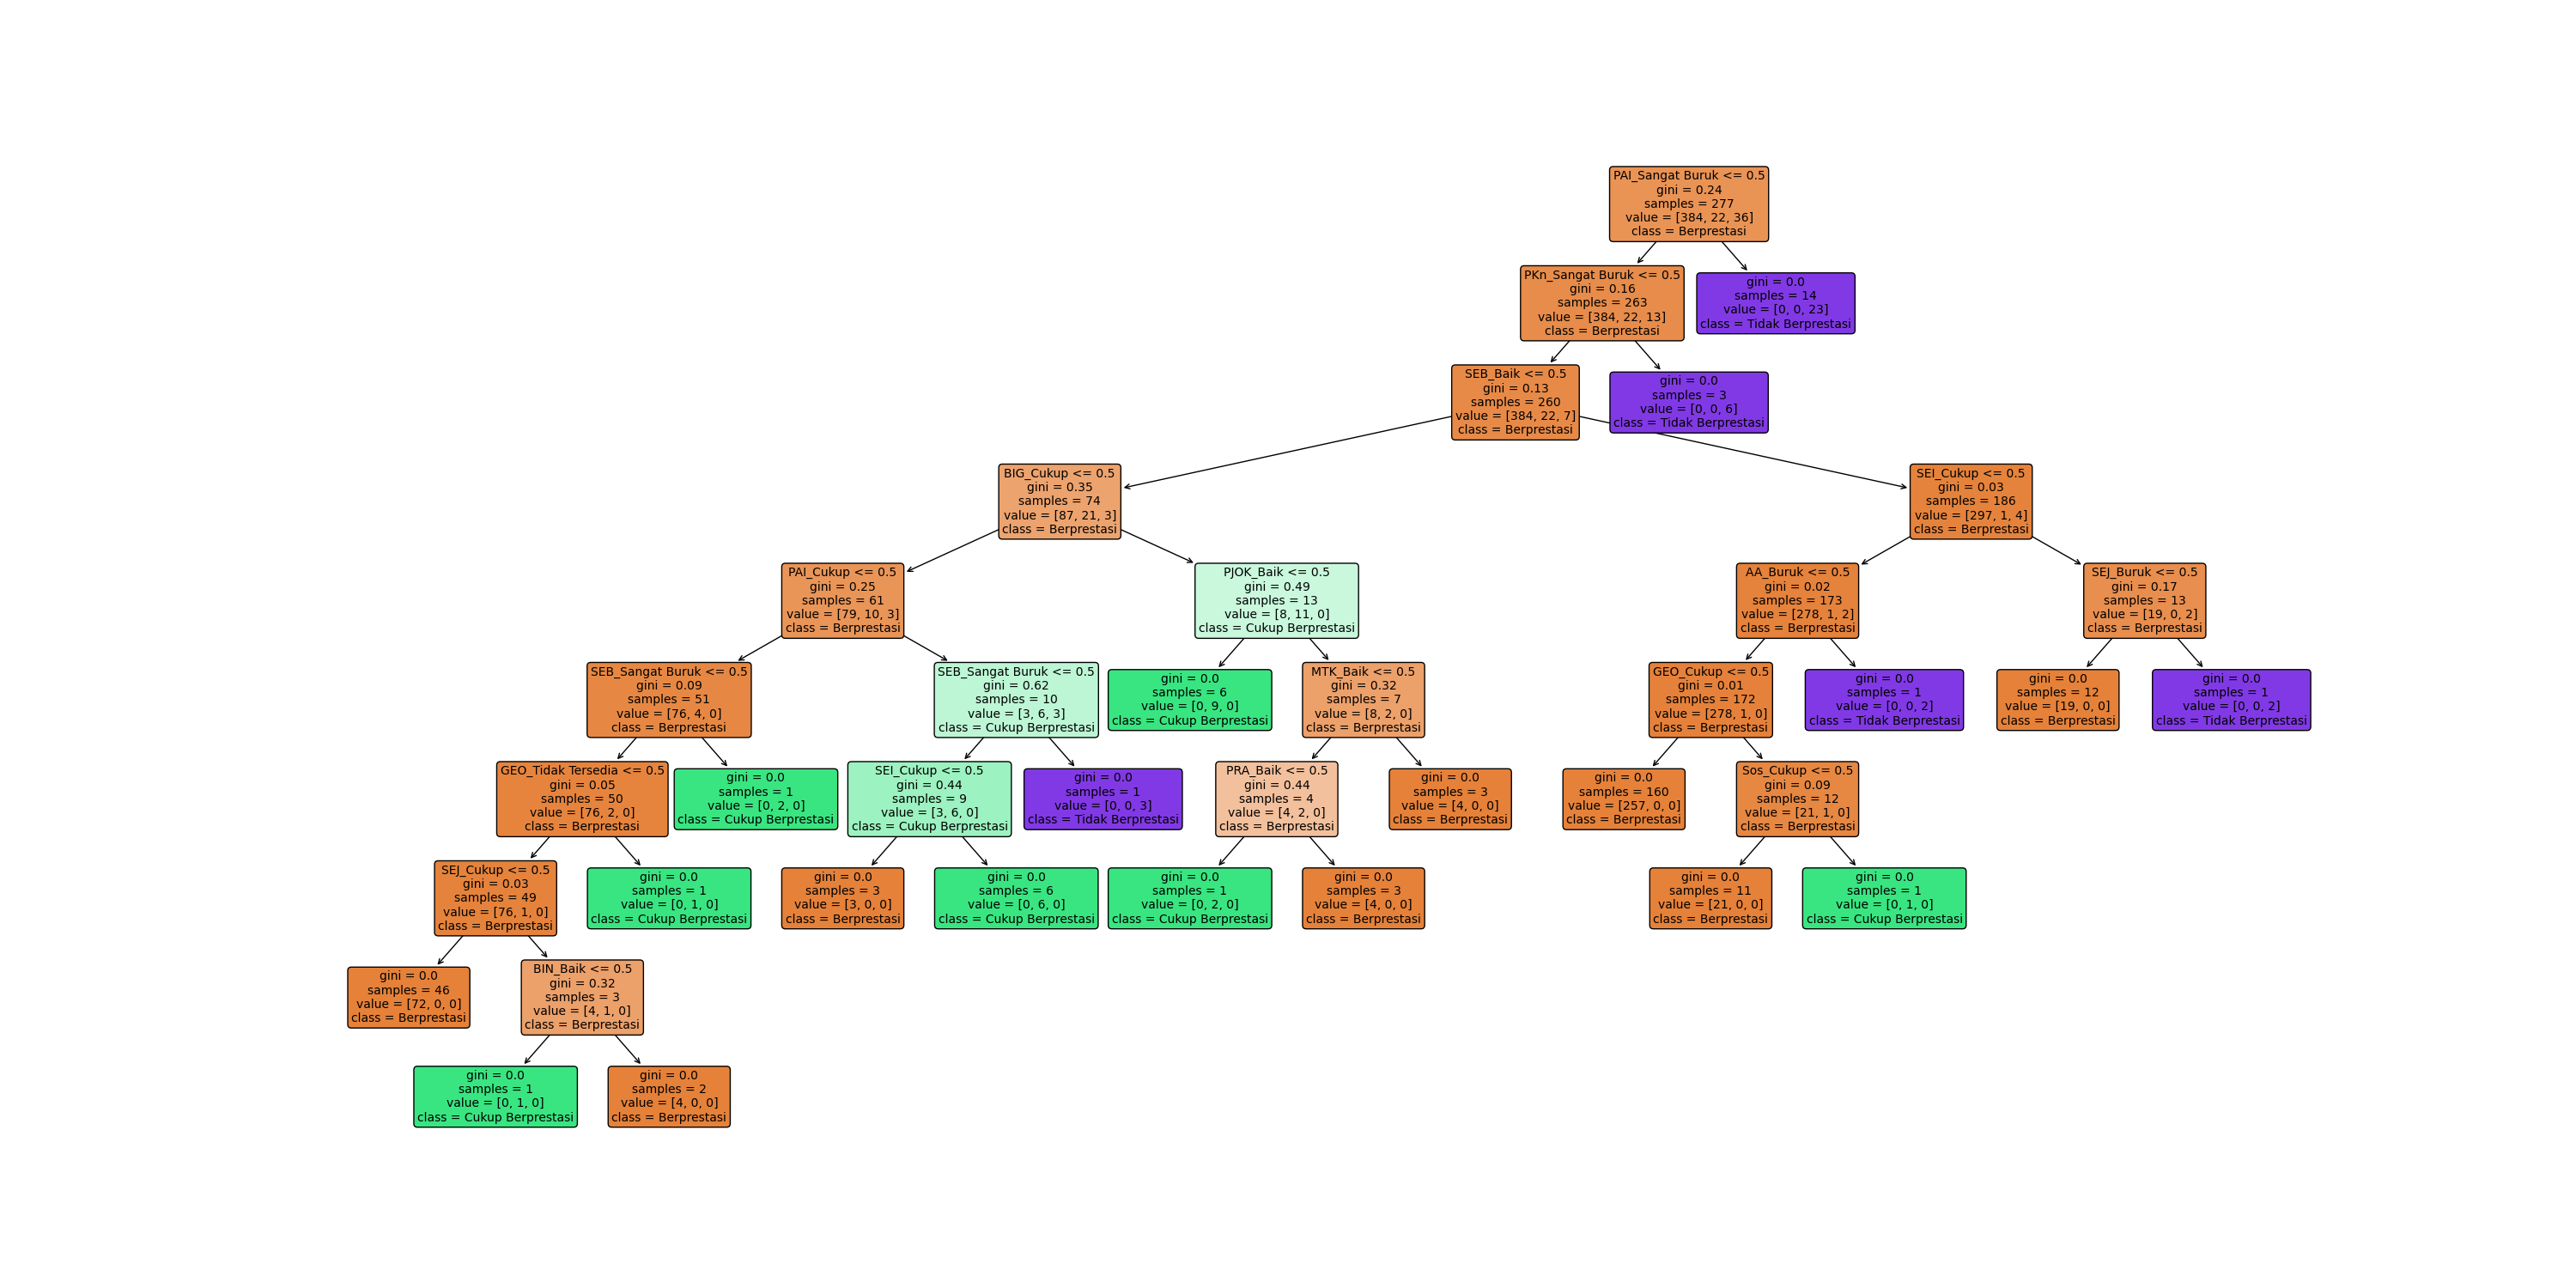 PAI_Sangat Buruk <= 0.5
gini = 0.24
samples = 277
value = [384, 22, 36]
class = Berprestasi
PKn_Sangat Buruk <= 0.5
gini = 0.16
samples = 263
value = [384, 22, 13]
class = Berprestasi
gini = 0.0
samples = 14
value = [0, 0, 23]
class = Tidak Berprestasi
SEB_Baik <= 0.5
gini = 0.13
samples = 260
value = [384, 22, 7]
class = Berprestasi
gini = 0.0
samples = 3
value = [0, 0, 6]
class = Tidak Berprestasi
BIG_Cukup <= 0.5
gini = 0.35
samples = 74
value = [87, 21, 3]
class = Berprestasi
SEI_Cukup <= 0.5
gini = 0.03
samples = 186
value = [297, 1, 4]
class = Berprestasi
PAI_Cukup <= 0.5
gini = 0.25
samples = 61
value = [79, 10, 3]
class = Berprestasi
PJOK_Baik <= 0.5
gini = 0.49
samples = 13
value = [8, 11, 0]
class = Cukup Berprestasi
AA_Buruk <= 0.5
gini = 0.02
samples = 173
value = [278, 1, 2]
class = Berprestasi
SEJ_Buruk <= 0.5
gini = 0.17
samples = 13
value = [19, 0, 2]
class = Berprestasi
SEB_Sangat Buruk <= 0.5
gini = 0.09
samples = 51
value = [76, 4, 0]
class = Berprestasi
SEB_Sangat Buruk <= 0.5
gini = 0.62
samples = 10
value = [3, 6, 3]
class = Cukup Berprestasi
gini = 0.0
samples = 6
value = [0, 9, 0]
class = Cukup Berprestasi
MTK_Baik <= 0.5
gini = 0.32
samples = 7
value = [8, 2, 0]
class = Berprestasi
GEO_Cukup <= 0.5
gini = 0.01
samples = 172
value = [278, 1, 0]
class = Berprestasi
gini = 0.0
samples = 1
value = [0, 0, 2]
class = Tidak Berprestasi
gini = 0.0
samples = 12
value = [19, 0, 0]
class = Berprestasi
gini = 0.0
samples = 1
value = [0, 0, 2]
class = Tidak Berprestasi
GEO_Tidak Tersedia <= 0.5
gini = 0.05
samples = 50
value = [76, 2, 0]
class = Berprestasi
gini = 0.0
samples = 1
value = [0, 2, 0]
class = Cukup Berprestasi
SEI_Cukup <= 0.5
gini = 0.44
samples = 9
value = [3, 6, 0]
class = Cukup Berprestasi
gini = 0.0
samples = 1
value = [0, 0, 3]
class = Tidak Berprestasi
PRA_Baik <= 0.5
gini = 0.44
samples = 4
value = [4, 2, 0]
class = Berprestasi
gini = 0.0
samples = 3
value = [4, 0, 0]
class = Berprestasi
gini = 0.0
samples = 160
value = [257, 0, 0]
class = Berprestasi
Sos_Cukup <= 0.5
gini = 0.09
samples = 12
value = [21, 1, 0]
class = Berprestasi
SEJ_Cukup <= 0.5
gini = 0.03
samples = 49
value = [76, 1, 0]
class = Berprestasi
gini = 0.0
samples = 1
value = [0, 1, 0]
class = Cukup Berprestasi
gini = 0.0
samples = 3
value = [3, 0, 0]
class = Berprestasi
gini = 0.0
samples = 6
value = [0, 6, 0]
class = Cukup Berprestasi
gini = 0.0
samples = 1
value = [0, 2, 0]
class = Cukup Berprestasi
gini = 0.0
samples = 3
value = [4, 0, 0]
class = Berprestasi
gini = 0.0
samples = 11
value = [21, 0, 0]
class = Berprestasi
gini = 0.0
samples = 1
value = [0, 1, 0]
class = Cukup Berprestasi
gini = 0.0
samples = 46
value = [72, 0, 0]
class = Berprestasi
BIN_Baik <= 0.5
gini = 0.32
samples = 3
value = [4, 1, 0]
class = Berprestasi
gini = 0.0
samples = 1
value = [0, 1, 0]
class = Cukup Berprestasi
gini = 0.0
samples = 2
value = [4, 0, 0]
class = Berprestasi